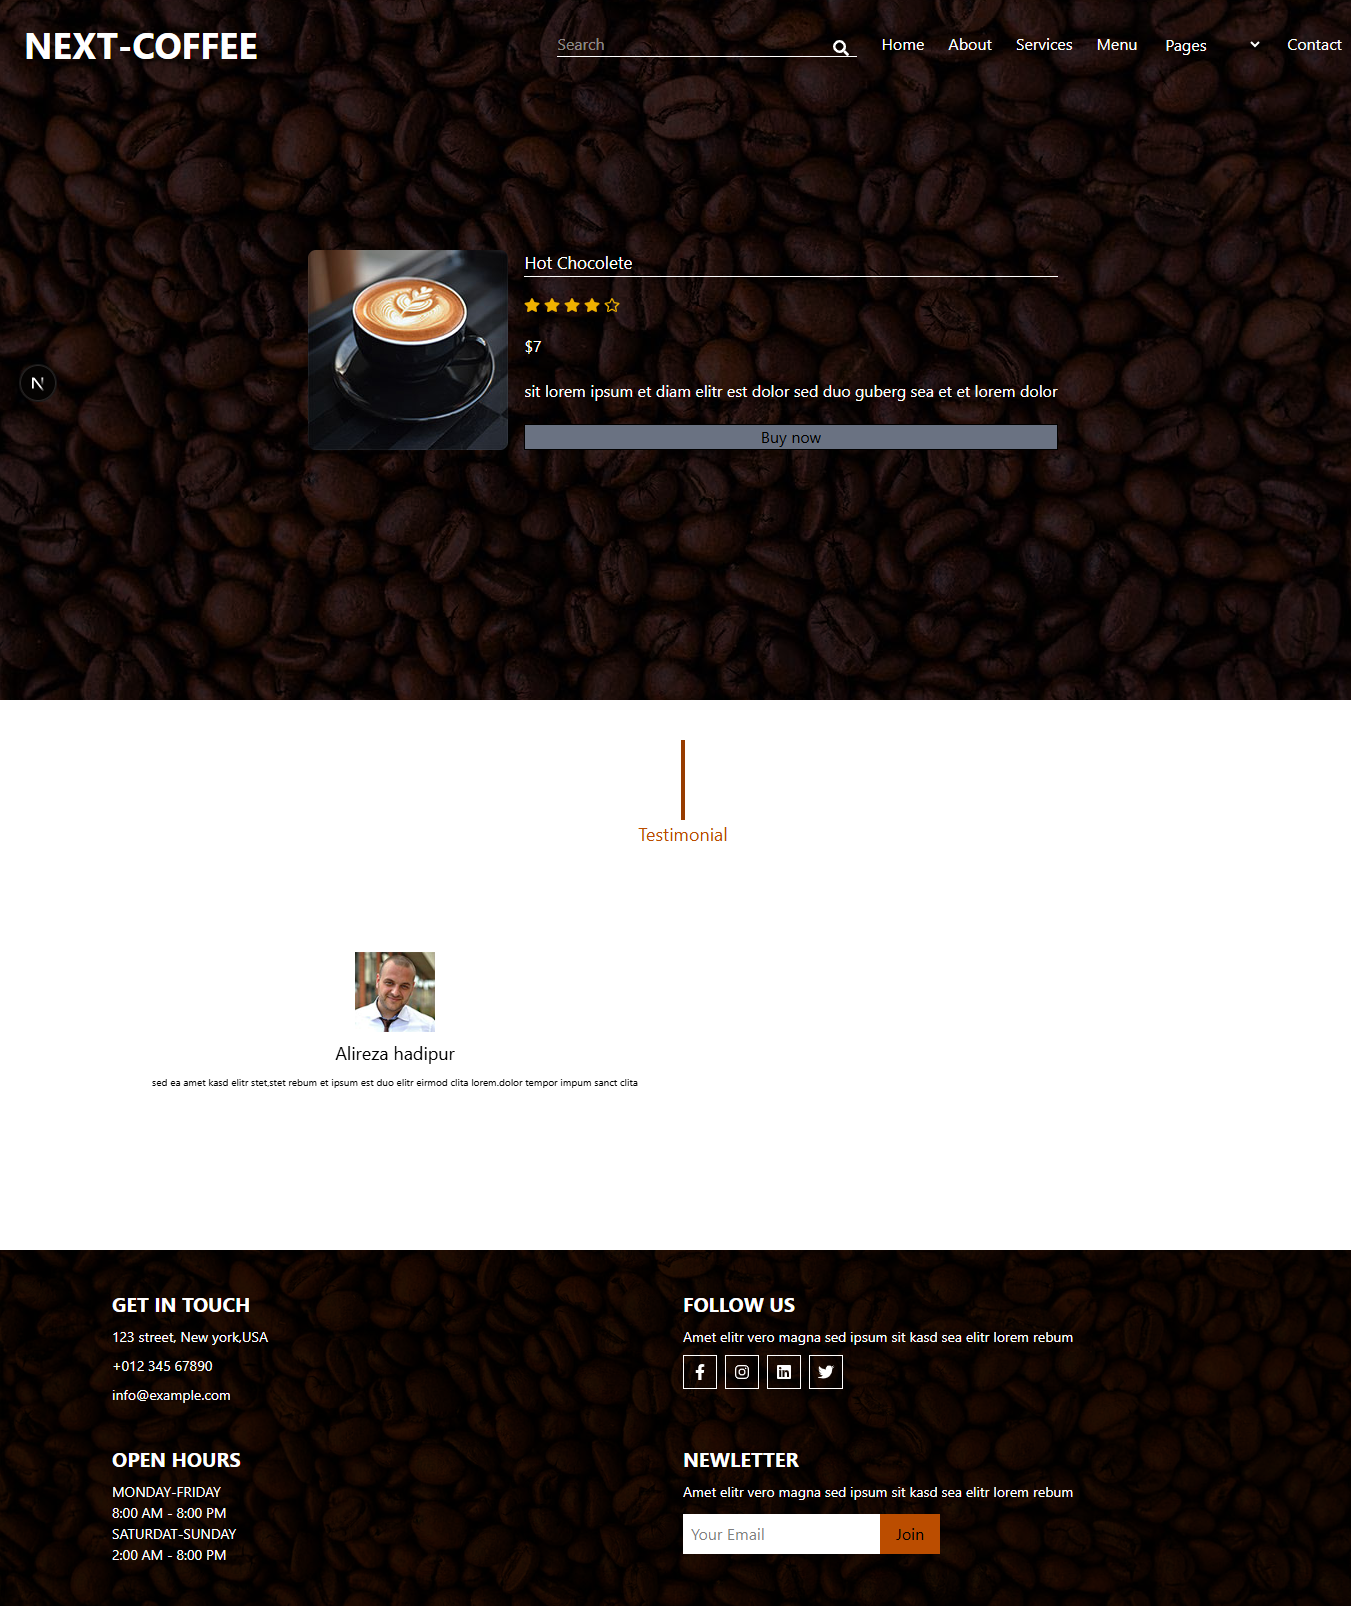 NEXT-COFFEE
Search
Home About Services Menu Pages Contact
Hot Chocolete
$7
sit lorem ipsum et diam elitr est dolor sed duo guberg sea et et lorem dolor
Buy now
N
Testimonial
Alireza hadipur
sed ea amet kasd elitr stet,stet rebum et ipsum est duo elitr eirmod clita lorem.dolor tempor impum sanct clita
GET IN TOUCH
123 street, New york,USA
+012 345 67890
info@example.com
FOLLOW US
Amet elitr vero magna sed ipsum sit kasd sea elitr lorem rebum
OPEN HOURS
MONDAY-FRIDAY
8:00 AM - 8:00 PM
SATURDAT-SUNDAY
2:00 AM - 8:00 PM
NEWLETTER
Amet elitr vero magna sed ipsum sit kasd sea elitr lorem rebum
Your Email Join